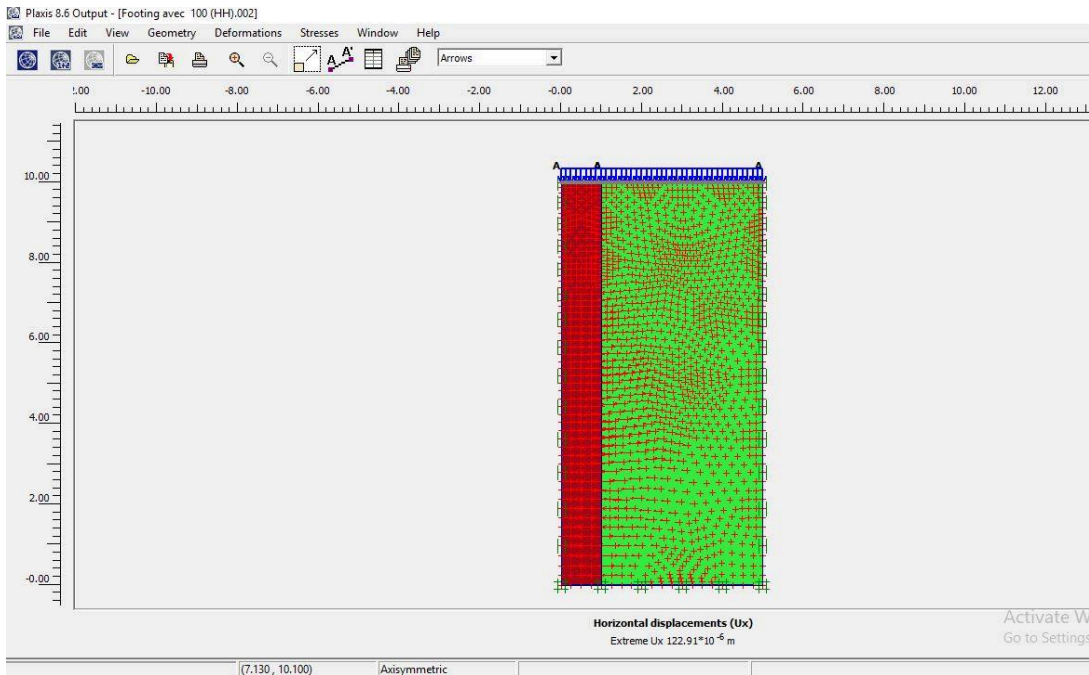 Plaxis 8.6 Output - [Footing avec 100 (HH).002]
File Edit View Geometry Deformations Stresses Window Help
Arrows
:.00 -10.00 -8.00 -6.00 -4.00 -2.00 -0.00 2.00 4.00 6.00 8.00 10.00 12.00
A A A
10.00
8.00
6.00
4.00
2.00
-0.00
Horizontal displacements (Ux)
Extreme Ux 122.91*10 -6 m
Activate W
Go to Settings
(7.130 , 10.100) Axisymmetric